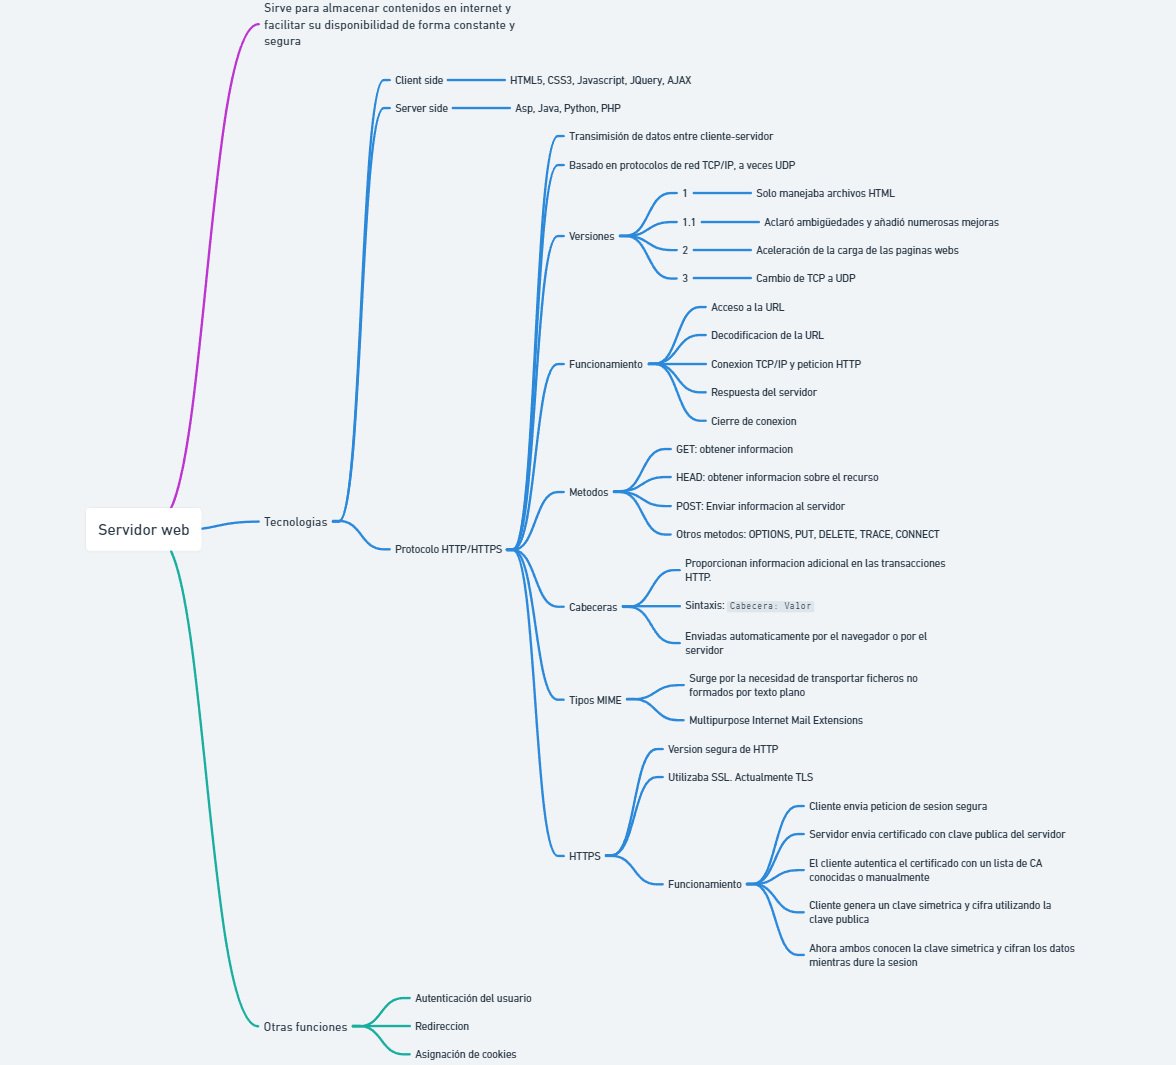 Sirve para almacenar contenidos en internet y
facilitar su disponibilidad de forma constante y
segura
Client side
HTML5, CSS3, Javascript, JQuery, AJAX
Server side
Asp, Java, Python, PHP
Transimisión de datos entre cliente-servidor
Basado en protocolos de red TCP/IP, a veces UDP
Versiones
1
Solo manejaba archivos HTML
1.1
Aclaró ambigüedades y añadió numerosas mejoras
2
Aceleración de la carga de las paginas webs
3
Cambio de TCP a UDP
Funcionamiento
Acceso a la URL
Decodificacion de la URL
Conexion TCP/IP y peticion HTTP
Respuesta del servidor
Cierre de conexion
Servidor web
Tecnologias
Protocolo HTTP/HTTPS
Metodos
GET: obtener informacion
HEAD: obtener informacion sobre el recurso
POST: Enviar informacion al servidor
Otros metodos: OPTIONS, PUT, DELETE, TRACE, CONNECT
Cabeceras
Proporcionan informacion adicional en las transacciones
HTTP.
Sintaxis: Cabecera: Valor
Enviadas automaticamente por el navegador o por el
servidor
Tipos MIME
Surge por la necesidad de transportar ficheros no
formados por texto plano
Multipurpose Internet Mail Extensions
HTTPS
Version segura de HTTP
Utilizaba SSL. Actualmente TLS
Funcionamiento
Cliente envia peticion de sesion segura
Servidor envia certificado con clave publica del servidor
El cliente autentica el certificado con un lista de CA
conocidas o manualmente
Cliente genera un clave simetrica y cifra utilizando la
clave publica
Ahora ambos conocen la clave simetrica y cifran los datos
mientras dure la sesion
Otras funciones
Autenticación del usuario
Redireccion
Asignación de cookies